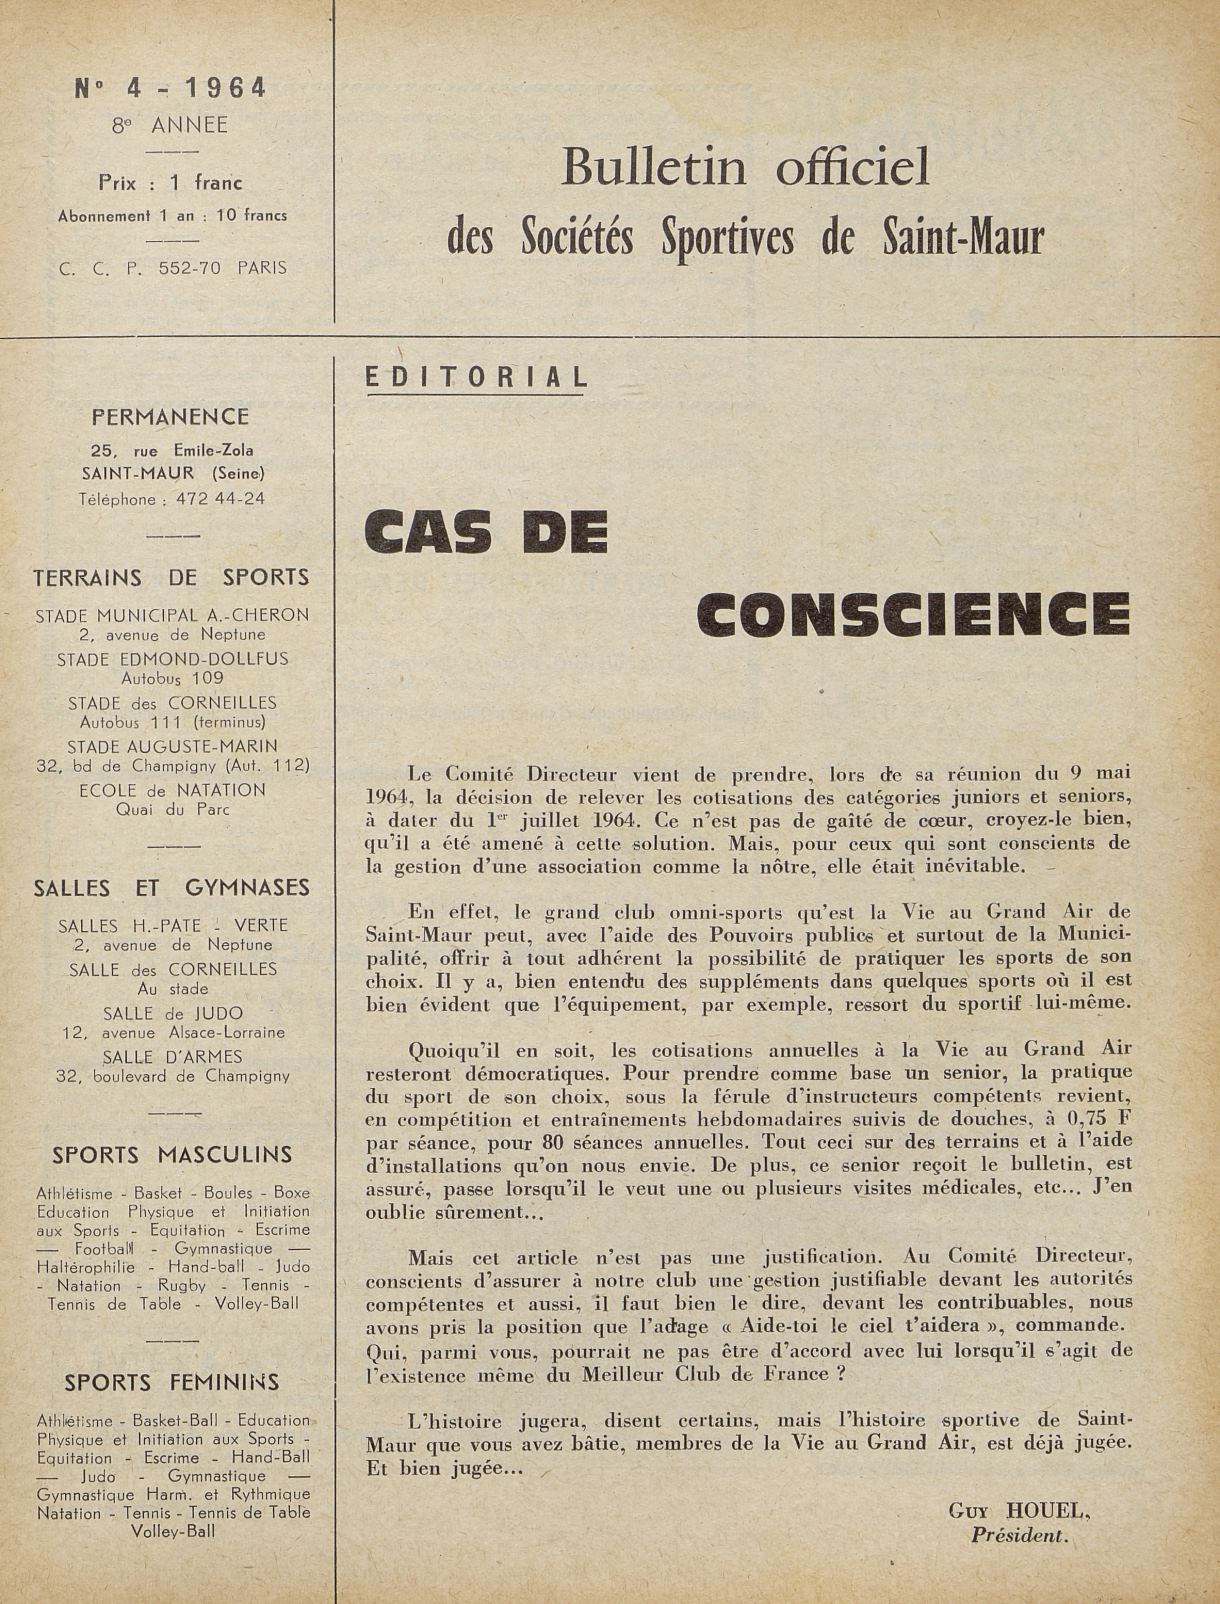 N° 4 - 1964
8e ANNEE
Prix : 1 franc
Abonnement 1 an : 10 francs
C. C. P. 552-70 PARIS
Bulletin officiel
des Sociétés Sportives de Saint-Maur
PERMANENCE
25, rue Emile-Zola
SAINT-MAUR (Seine)
Téléphone : 472 44-24
TERRAINS DE SPORTS
STADE MUNICIPAL A.-CHERON
2, avenue de Neptune
STADE EDMOND-DOLLFUS
Autobus 109
STADE des CORNEILLES
Autobus 111 (terminus)
STADE AUGUSTE-MARIN
32, bd de Champigny (Aut. 112)
ECOLE de NATATION
Quai du Parc
SALLES ET GYMNASES
SALLES H.-PATE - VERTE
2, avenue de Neptune
SALLE des CORNEILLES
Au stade
SALLE de JUDO
12, avenue Alsace-Lorraine
SALLE D'ARMES
32, boulevard de Champigny
SPORTS MASCULINS
Athlétisme - Basket - Boules - Boxe
Education Physique et Initiation
aux Sports - Equitation - Escrime
— Football - Gymnastique —
Haltérophilie - Hand-ball - Judo
- Natation - Rugby - Tennis -
Tennis de Table - Volley-Ball
SPORTS FEMININS
Athlétisme - Basket-Ball - Education
Physique et Initiation aux Sports -
Equitation - Escrime - Hand-Ball
— Judo - Gymnastique —
Gymnastique Harm. et Rythmique
Natation - Tennis - Tennis de Table
Volley-Ball
EDITORIAL
CAS DE
CONSCIENCE
Le Comité Directeur vient de prendre, lors de sa réunion du 9 mai
1964, la décision de relever les cotisations des catégories juniors et seniors,
à dater du 1er juillet 1964. Ce n'est pas de gaîté de cœur, croyez-le bien,
qu'il a été amené à cette solution. Mais, pour ceux qui sont conscients de
la gestion d'une association comme la nôtre, elle était inévitable.
En effet, le grand club omni-sports qu'est la Vie au Grand Air de
Saint-Maur peut, avec l'aide des Pouvoirs publics et surtout de la Munici-
palité, offrir à tout adhérent la possibilité de pratiquer les sports de son
choix. Il y a, bien entendu des suppléments dans quelques sports où il est
bien évident que l'équipement, par exemple, ressort du sportif lui-même.
Quoiqu'il en soit, les cotisations annuelles à la Vie au Grand Air
resteront démocratiques. Pour prendre comme base un senior, la pratique
du sport de son choix, sous la férule d'instructeurs compétents revient,
en compétition et entraînements hebdomadaires suivis de douches, à 0,75 F
par séance, pour 80 séances annuelles. Tout ceci sur des terrains et à l'aide
d'installations qu'on nous envie. De plus, ce senior reçoit le bulletin, est
assuré, passe lorsqu'il le veut une ou plusieurs visites médicales, etc... J'en
oublie sûrement...
Mais cet article n'est pas une justification. Au Comité Directeur,
conscients d'assurer à notre club une gestion justifiable devant les autorités
compétentes et aussi, il faut bien le dire, devant les contribuables, nous
avons pris la position que l'adage « Aide-toi le ciel t'aidera », commande.
Qui, parmi vous, pourrait ne pas être d'accord avec lui lorsqu'il s'agit de
l'existence même du Meilleur Club de France ?
L'histoire jugera, disent certains, mais l'histoire sportive de Saint-
Maur que vous avez bâtie, membres de la Vie au Grand Air, est déjà jugée.
Et bien jugée...
Guy HOUEL,
Président.